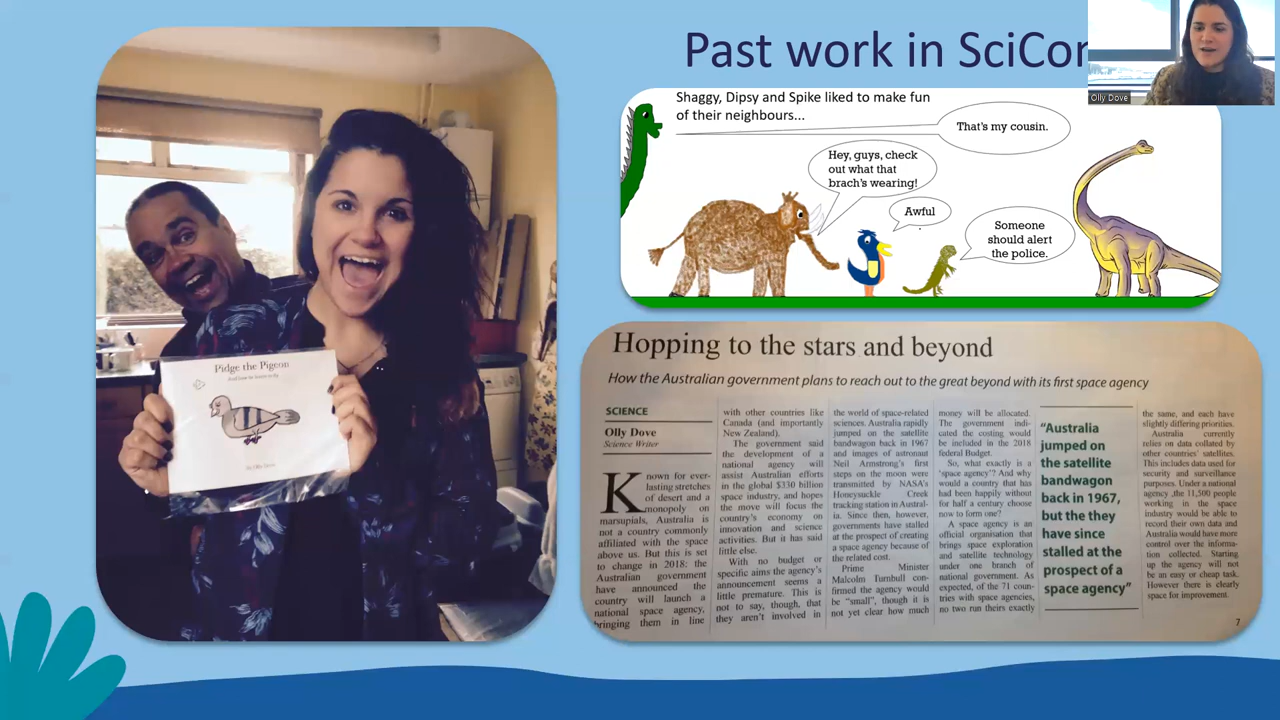 Past work in SciCo
Olly Dove
Shaggy, Dipsy and Spike liked to make fun
of their neighbours...
That's my cousin.
Hey, guys, check
out what that
brach's wearing!
Awful
Someone
should alert
the police.
Pidge the Pigeon
Hopping to the stars and beyond
How the Australian government plans to reach out to the great beyond with its first space agency
SCIENCE
Olly Dove
Science Writer
Known for ever-
lasting stretches
of desert and a
monopoly on
marsupials, Australia is
not a country commonly
affiliated with the space
above us. But this is set
to change in 2018: the
Australian government
have announced the
country will launch a
national space agency,
bringing them in line
with other countries like
Canada (and importantly
New Zealand).
The government said
the development of a
national agency will
assist Australian efforts
in the global $330 billion
space industry, and hopes
the move will focus the
country's economy on
innovation and science
activities. But it has said
little else.
With no budget or
specific aims the agency's
announcement seems a
little premature. This is
not to say, though, that
they aren't involved in
the world of space-related
sciences. Australia rapidly
jumped on the satellite
bandwagon back in 1967
and images of astronaut
Neil Armstrong's first
steps on the moon were
transmitted by NASA's
Honeysuckle Creek
tracking station in Austral-
ia. Since then, however,
governments have stalled
at the prospect of creating
a space agency because of
the related cost.
Prime Minister
Malcolm Turnbull con-
firmed the agency would
be "small", though it is
not yet clear how much
money will be allocated.
The government indi-
cated the costing would
be included in the 2018
federal Budget.
So, what exactly is a
'space agency'? And why
would a country that has
had been happily without
for half a century choose
now to form one?
A space agency is an
official organisation that
brings space exploration
and satellite technology
under one branch of
national government. As
expected, of the 71 coun-
tries with space agencies,
no two run theirs exactly
"Australia
jumped on
the satellite
bandwagon
back in 1967,
but the they
have since
stalled at the
prospect of a
space agency"
the same, and each have
slightly differing priorities.
Australia currently
relies on data collated by
other countries' satellites.
This includes data used for
security and surveillance
purposes. Under a national
agency ,the 11,500 people
working in the space
industry would be able to
record their own data and
Australia would have more
control over the informa-
tion collected. Starting
up the agency will not
be an easy or cheap task.
However there is clearly
space for improvement.
7